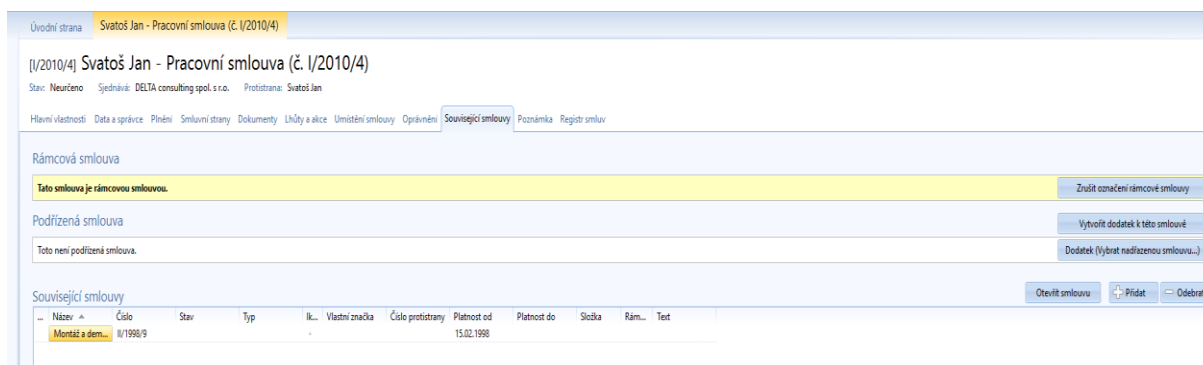 Úvodní strana Svatoš Jan - Pracovní smlouva (č. I/2010/4)
[I/2010/4] Svatoš Jan - Pracovní smlouva (č. I/2010/4)
Stav: Neurčeno Sjednává: DELTA consulting spol. s r.o. Protistrana: Svatoš Jan
Hlavní vlastnosti Data a správce Plnění Smluvní strany Dokumenty Lhůty a akce Umístění smlouvy Oprávnění Související smlouvy Poznámka Registr smluv
Rámcová smlouva
Tato smlouva je rámcovou smlouvou. Zrušit označení rámcové smlouvy
Podřízená smlouva Vytvořit dodatek k této smlouvě
Toto není podřízená smlouva. Dodatek (Vybrat nadřazenou smlouvu...)
Související smlouvy Otevřít smlouvu Přidat Odebrat
... Název Číslo Stav Typ Ik... Vlastní značka Číslo protistrany Platnost od Platnost do Složka Rám... Text
Montáž a dem... II/1998/9 - 15.02.1998